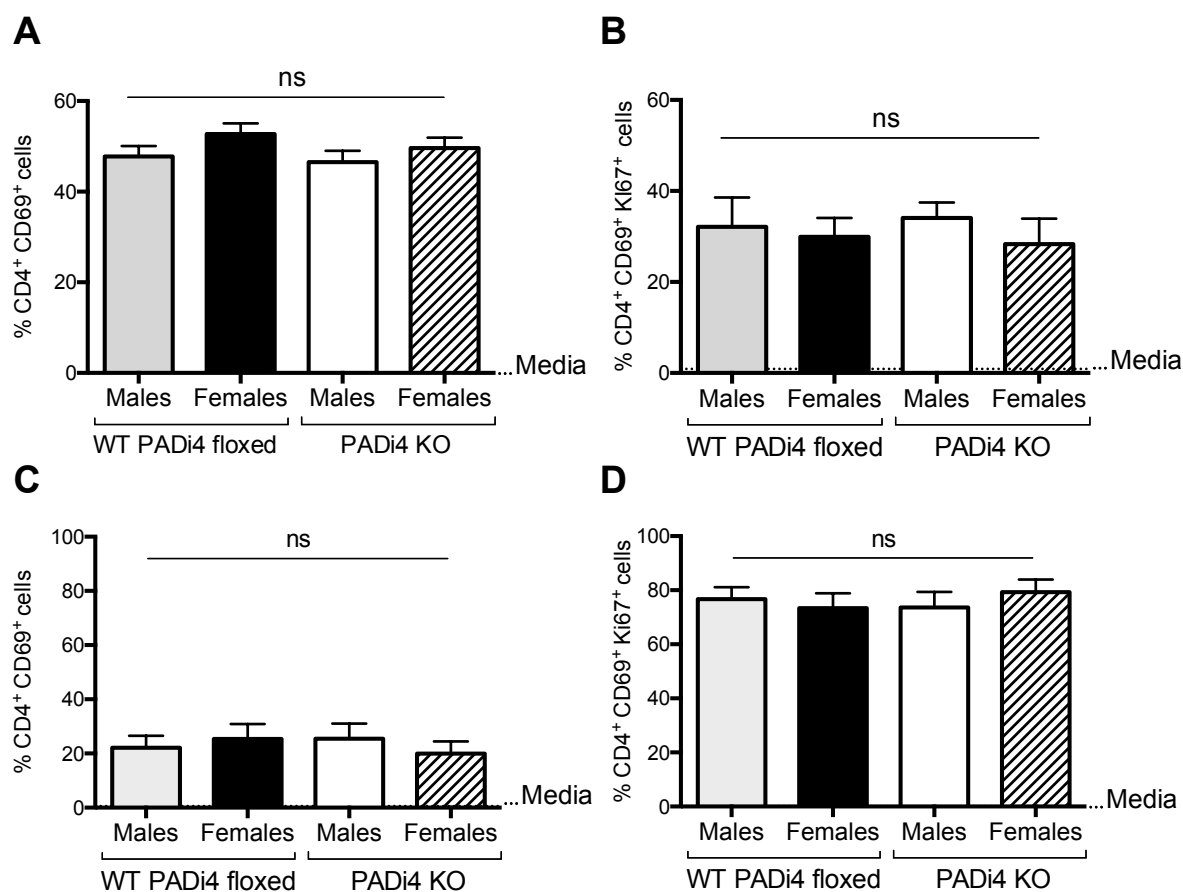 A
ns
% CD4⁺ CD69⁺ cells
60
40
20
0
...Media
Males Females Males Females
WT PADi4 floxed PADi4 KO
B
ns
% CD4⁺ CD69⁺ KI67⁺ cells
60
40
20
0
...Media
Males Females Males Females
WT PADi4 floxed PADi4 KO
C
ns
% CD4⁺ CD69⁺ cells
100
80
60
40
20
0
...Media
Males Females Males Females
WT PADi4 floxed PADi4 KO
D
ns
% CD4⁺ CD69⁺ Ki67⁺ cells
100
80
60
40
20
0
...Media
Males Females Males Females
WT PADi4 floxed PADi4 KO